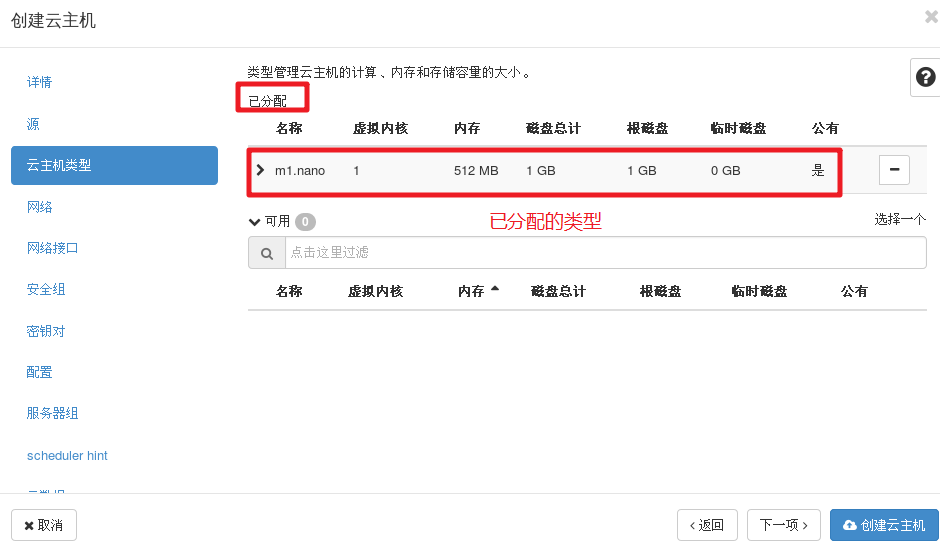 创建云主机
详情
源
云主机类型
网络
网络接口
安全组
密钥对
配置
服务器组
scheduler hint
类型管理云主机的计算、内存和存储容量的大小。
已分配
名称 虚拟内核 内存 磁盘总计 根磁盘 临时磁盘 公有
m1.nano 1 512 MB 1 GB 1 GB 0 GB 是
可用 0 已分配的类型 选择一个
点击这里过滤
名称 虚拟内核 内存 磁盘总计 根磁盘 临时磁盘 公有
取消 返回 下一项 创建云主机